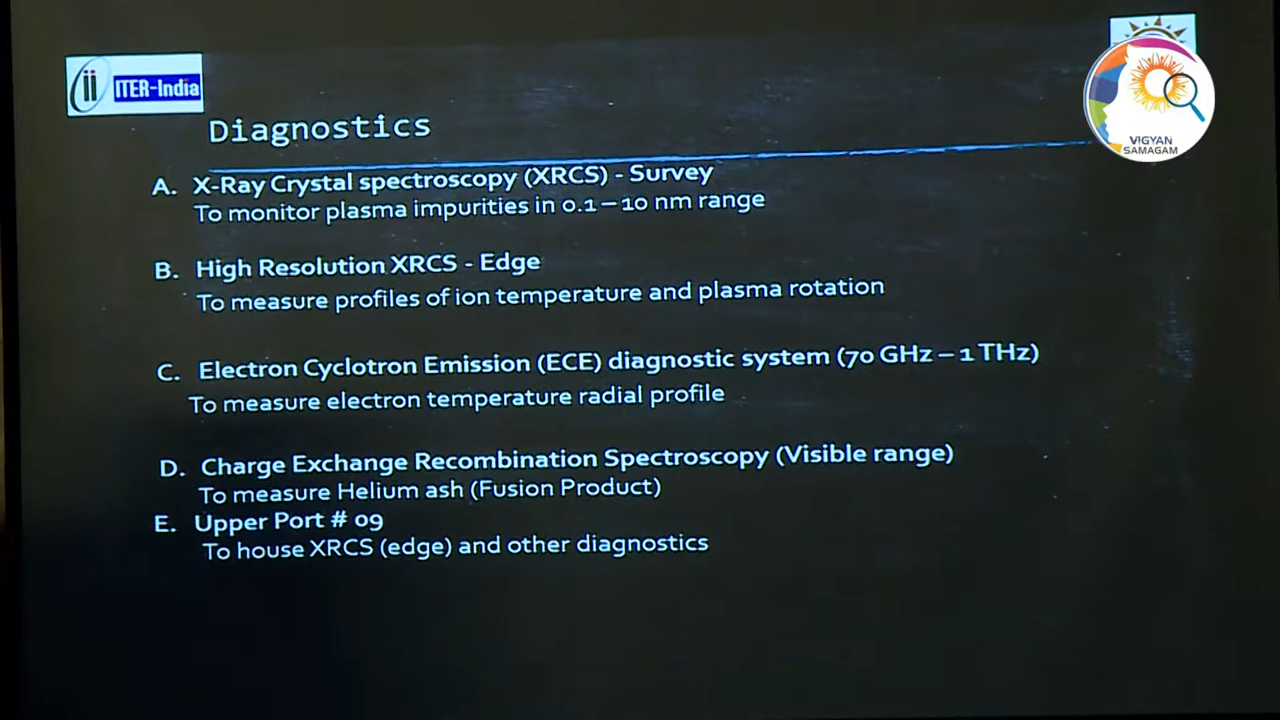 ii ITER-India
VIGYAN
SAMAGAM
Diagnostics
A. X-Ray Crystal spectroscopy (XRCS) - Survey
To monitor plasma impurities in 0.1 – 10 nm range
B. High Resolution XRCS - Edge
To measure profiles of ion temperature and plasma rotation
C. Electron Cyclotron Emission (ECE) diagnostic system (70 GHz – 1 THz)
To measure electron temperature radial profile
D. Charge Exchange Recombination Spectroscopy (Visible range)
To measure Helium ash (Fusion Product)
E. Upper Port # 09
To house XRCS (edge) and other diagnostics